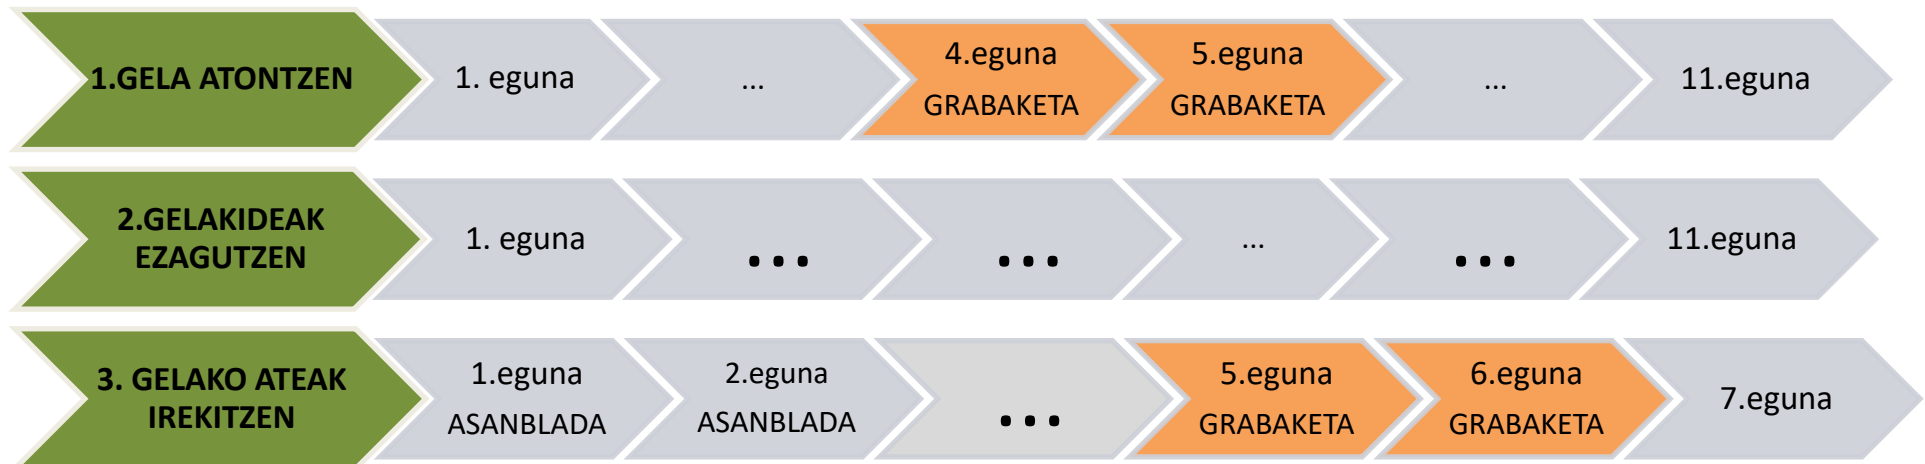 1.GELA ATONTZEN
1. eguna
...
4.eguna
GRABAKETA
5.eguna
GRABAKETA
...
11.eguna
2.GELAKIDEAK
EZAGUTZEN
1. eguna
...
...
...
...
11.eguna
3. GELAKO ATEAK
IREKITZEN
1.eguna
ASANBLADA
2.eguna
ASANBLADA
...
5.eguna
GRABAKETA
6.eguna
GRABAKETA
7.eguna